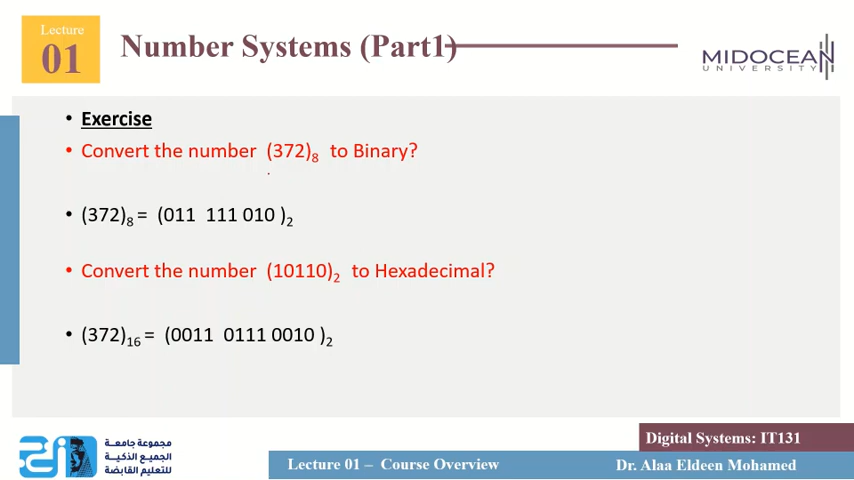 Lecture
01
Number Systems (Part1)
MIDOCEAN
UNIVERSITY
• Exercise
• Convert the number (372)8 to Binary?
• (372)8 = (011 111 010 )2
• Convert the number (10110)2 to Hexadecimal?
• (372)16 = (0011 0111 0010 )2
مجموعة جامعة
الجميع الذكية
للتعليم القابضة
Digital Systems: IT131
Lecture 01 – Course Overview
Dr. Alaa Eldeen Mohamed